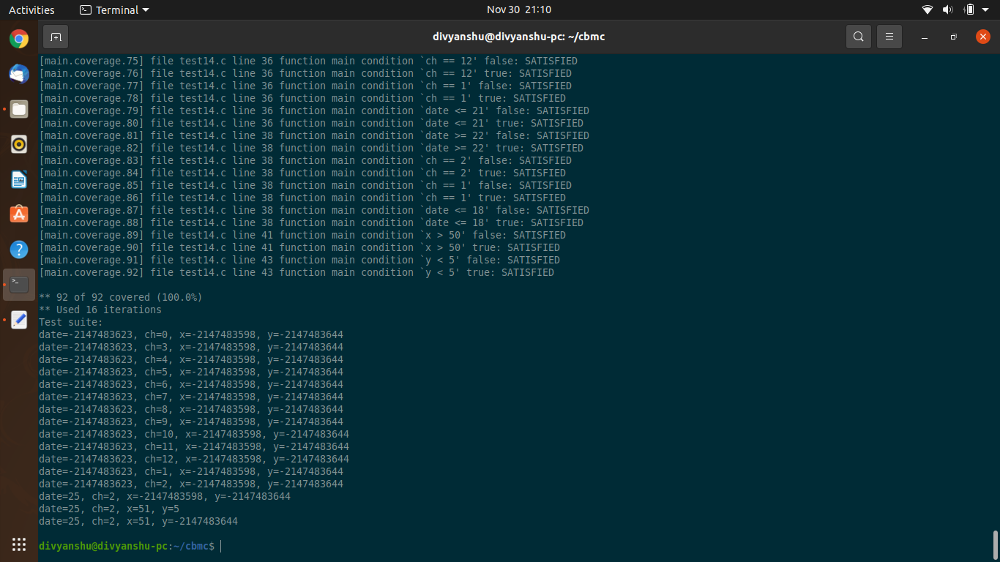 Activities
Terminal
Nov 30 21:10
divyanshu@divyanshu-pc: ~/cbmc
[main.coverage.75] file test14.c line 36 function main condition `ch == 12' false: SATISFIED
[main.coverage.76] file test14.c line 36 function main condition `ch == 12' true: SATISFIED
[main.coverage.77] file test14.c line 36 function main condition `ch == 1' false: SATISFIED
[main.coverage.78] file test14.c line 36 function main condition `ch == 1' true: SATISFIED
[main.coverage.79] file test14.c line 36 function main condition `date <= 21' false: SATISFIED
[main.coverage.80] file test14.c line 36 function main condition `date <= 21' true: SATISFIED
[main.coverage.81] file test14.c line 38 function main condition `date >= 22' false: SATISFIED
[main.coverage.82] file test14.c line 38 function main condition `date >= 22' true: SATISFIED
[main.coverage.83] file test14.c line 38 function main condition `ch == 2' false: SATISFIED
[main.coverage.84] file test14.c line 38 function main condition `ch == 2' true: SATISFIED
[main.coverage.85] file test14.c line 38 function main condition `ch == 1' false: SATISFIED
[main.coverage.86] file test14.c line 38 function main condition `ch == 1' true: SATISFIED
[main.coverage.87] file test14.c line 38 function main condition `date <= 18' false: SATISFIED
[main.coverage.88] file test14.c line 38 function main condition `date <= 18' true: SATISFIED
[main.coverage.89] file test14.c line 41 function main condition `x > 50' false: SATISFIED
[main.coverage.90] file test14.c line 41 function main condition `x > 50' true: SATISFIED
[main.coverage.91] file test14.c line 43 function main condition `y < 5' false: SATISFIED
[main.coverage.92] file test14.c line 43 function main condition `y < 5' true: SATISFIED
** 92 of 92 covered (100.0%)
** Used 16 iterations
Test suite:
date=-2147483623, ch=0, x=-2147483598, y=-2147483644
date=-2147483623, ch=3, x=-2147483598, y=-2147483644
date=-2147483623, ch=4, x=-2147483598, y=-2147483644
date=-2147483623, ch=5, x=-2147483598, y=-2147483644
date=-2147483623, ch=6, x=-2147483598, y=-2147483644
date=-2147483623, ch=7, x=-2147483598, y=-2147483644
date=-2147483623, ch=8, x=-2147483598, y=-2147483644
date=-2147483623, ch=9, x=-2147483598, y=-2147483644
date=-2147483623, ch=10, x=-2147483598, y=-2147483644
date=-2147483623, ch=11, x=-2147483598, y=-2147483644
date=-2147483623, ch=12, x=-2147483598, y=-2147483644
date=-2147483623, ch=1, x=-2147483598, y=-2147483644
date=-2147483623, ch=2, x=-2147483598, y=-2147483644
date=25, ch=2, x=-2147483598, y=-2147483644
date=25, ch=2, x=51, y=5
date=25, ch=2, x=51, y=-2147483644
divyanshu@divyanshu-pc:~/cbmc$